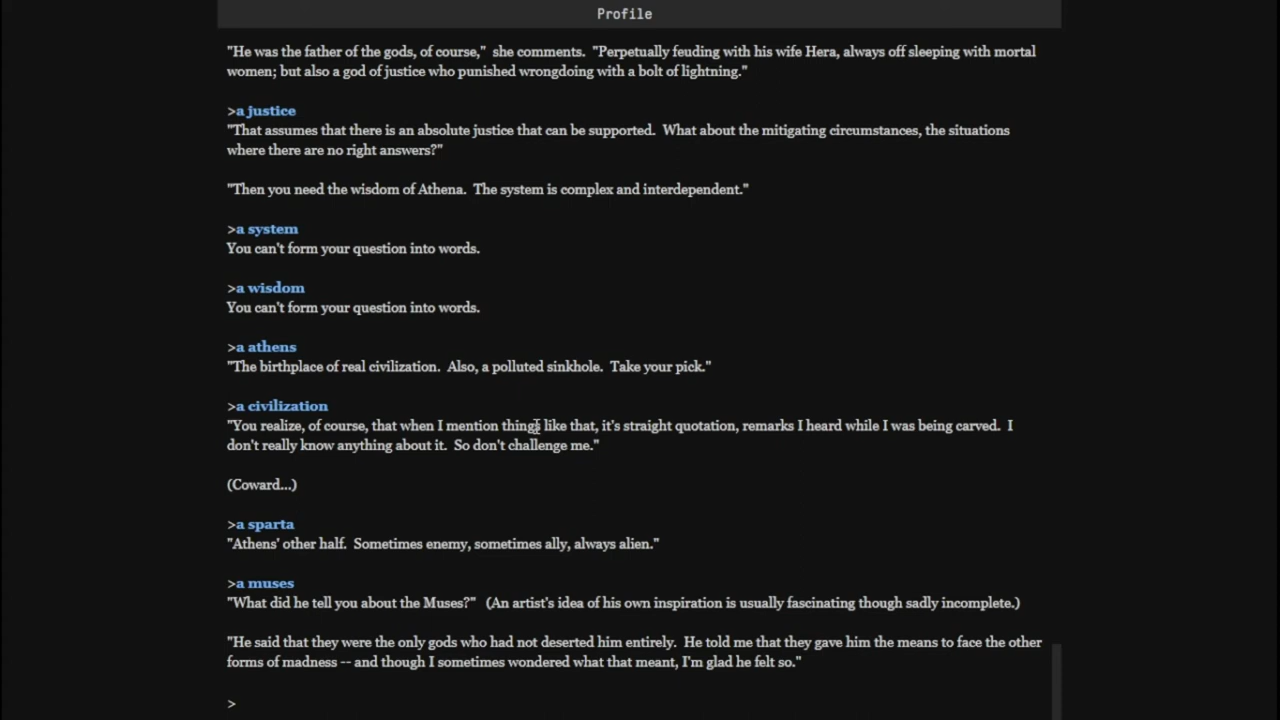 Profile
"He was the father of the gods, of course,"  she comments.  "Perpetually feuding with his wife Hera, always off sleeping with mortal
women; but also a god of justice who punished wrongdoing with a bolt of lightning."
>a justice
"That assumes that there is an absolute justice that can be supported.  What about the mitigating circumstances, the situations
where there are no right answers?"
"Then you need the wisdom of Athena.  The system is complex and interdependent."
>a system
You can't form your question into words.
>a wisdom
You can't form your question into words.
>a athens
"The birthplace of real civilization.  Also, a polluted sinkhole.  Take your pick."
>a civilization
"You realize, of course, that when I mention things like that, it's straight quotation, remarks I heard while I was being carved.  I
don't really know anything about it.  So don't challenge me."
(Coward...)
>a sparta
"Athens' other half.  Sometimes enemy, sometimes ally, always alien."
>a muses
"What did he tell you about the Muses?"  (An artist's idea of his own inspiration is usually fascinating though sadly incomplete.)
"He said that they were the only gods who had not deserted him entirely.  He told me that they gave him the means to face the other
forms of madness -- and though I sometimes wondered what that meant, I'm glad he felt so."
>